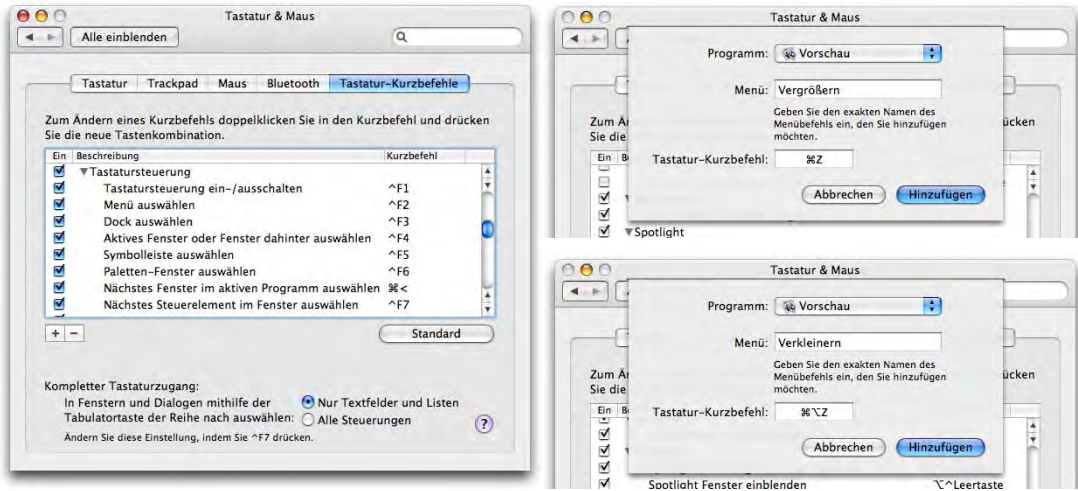 Tastatur & Maus
Alle einblenden
Tastatur Trackpad Maus Bluetooth Tastatur-Kurzbefehle
Zum Ändern eines Kurzbefehls doppelklicken Sie in den Kurzbefehl und drücken
Sie die neue Tastenkombination.
Ein Beschreibung Kurzbefehl
▼Tastatursteuerung
Tastatursteuerung ein-/ausschalten ^F1
Menü auswählen ^F2
Dock auswählen ^F3
Aktives Fenster oder Fenster dahinter auswählen ^F4
Symbolleiste auswählen ^F5
Paletten-Fenster auswählen ^F6
Nächstes Fenster im aktiven Programm auswählen ⌘<
Nächstes Steuerelement im Fenster auswählen ^F7
+ −
Standard
Kompletter Tastaturzugang:
In Fenstern und Dialogen mithilfe der
Tabulatortaste der Reihe nach auswählen:
Nur Textfelder und Listen
Alle Steuerungen
?
Ändern Sie diese Einstellung, indem Sie ^F7 drücken.
Tastatur & Maus
Programm: Vorschau
Menü: Vergrößern
Geben Sie den exakten Namen des
Menübefehls ein, den Sie hinzufügen
möchten.
Tastatur-Kurzbefehl: ⌘Z
Abbrechen Hinzufügen
Zum Ä
ücken
Sie die
Ein B
▼Spotlight
Tastatur & Maus
Programm: Vorschau
Menü: Verkleinern
Geben Sie den exakten Namen des
Menübefehls ein, den Sie hinzufügen
möchten.
Tastatur-Kurzbefehl: ⌘⌥Z
Abbrechen Hinzufügen
Zum Ä
ücken
Sie die
Ein B
Spotlight Fenster einblenden ⌥^Leertaste